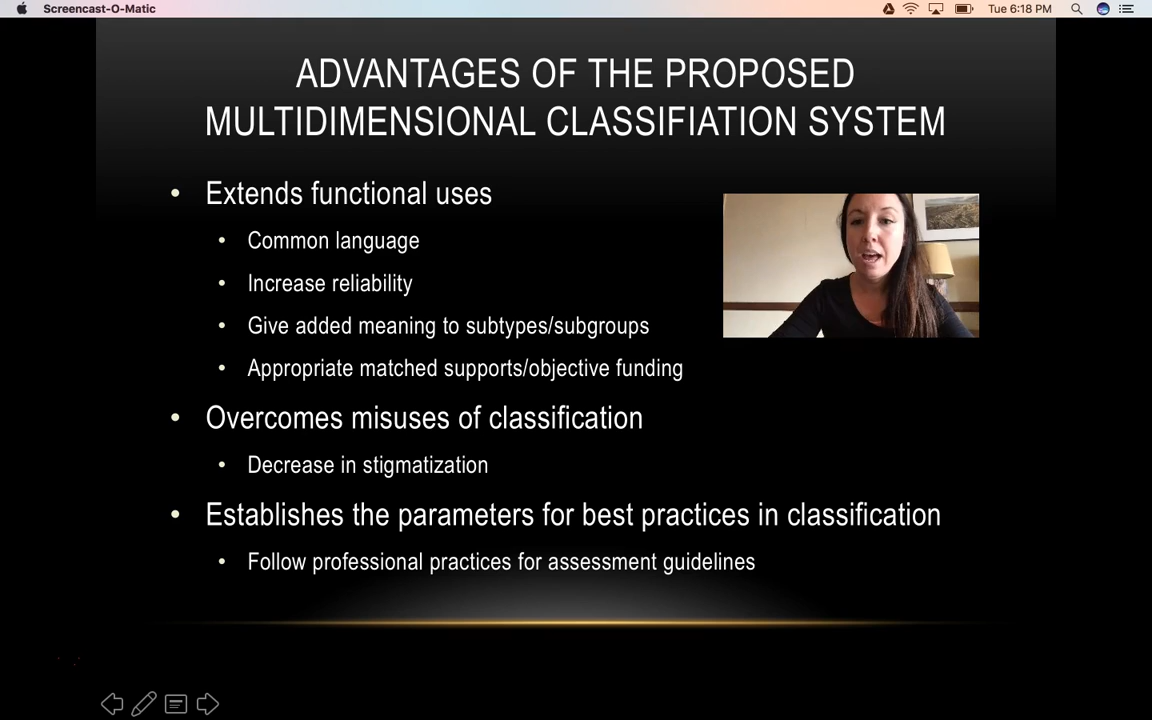 Screencast-O-Matic
Tue 6:18 PM
ADVANTAGES OF THE PROPOSED
MULTIDIMENSIONAL CLASSIFIATION SYSTEM
• Extends functional uses
• Common language
• Increase reliability
• Give added meaning to subtypes/subgroups
• Appropriate matched supports/objective funding
• Overcomes misuses of classification
• Decrease in stigmatization
• Establishes the parameters for best practices in classification
• Follow professional practices for assessment guidelines